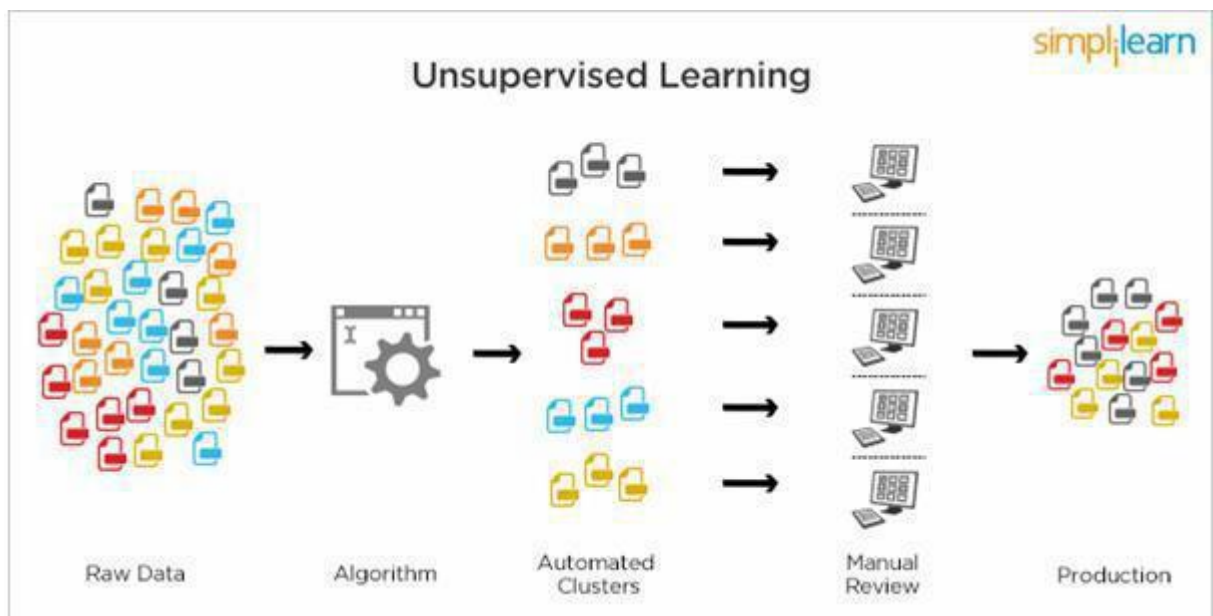 simplilearn
Unsupervised Learning
Raw Data
Algorithm
Automated
Clusters
Manual
Review
Production